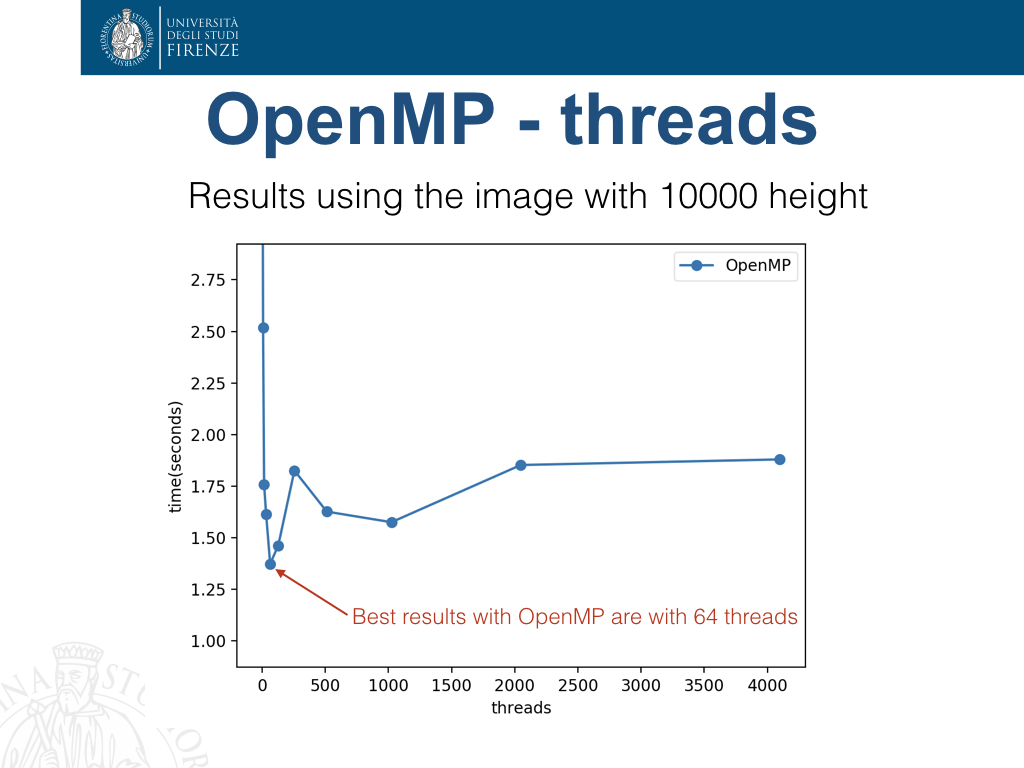 UNIVERSITÀ
DEGLI STUDI
FIRENZE
OpenMP - threads
Results using the image with 10000 height
OpenMP
2.75
2.50
2.25
2.00
1.75
1.50
1.25
1.00
time(seconds)
Best results with OpenMP are with 64 threads
0 500 1000 1500 2000 2500 3000 3500 4000
threads